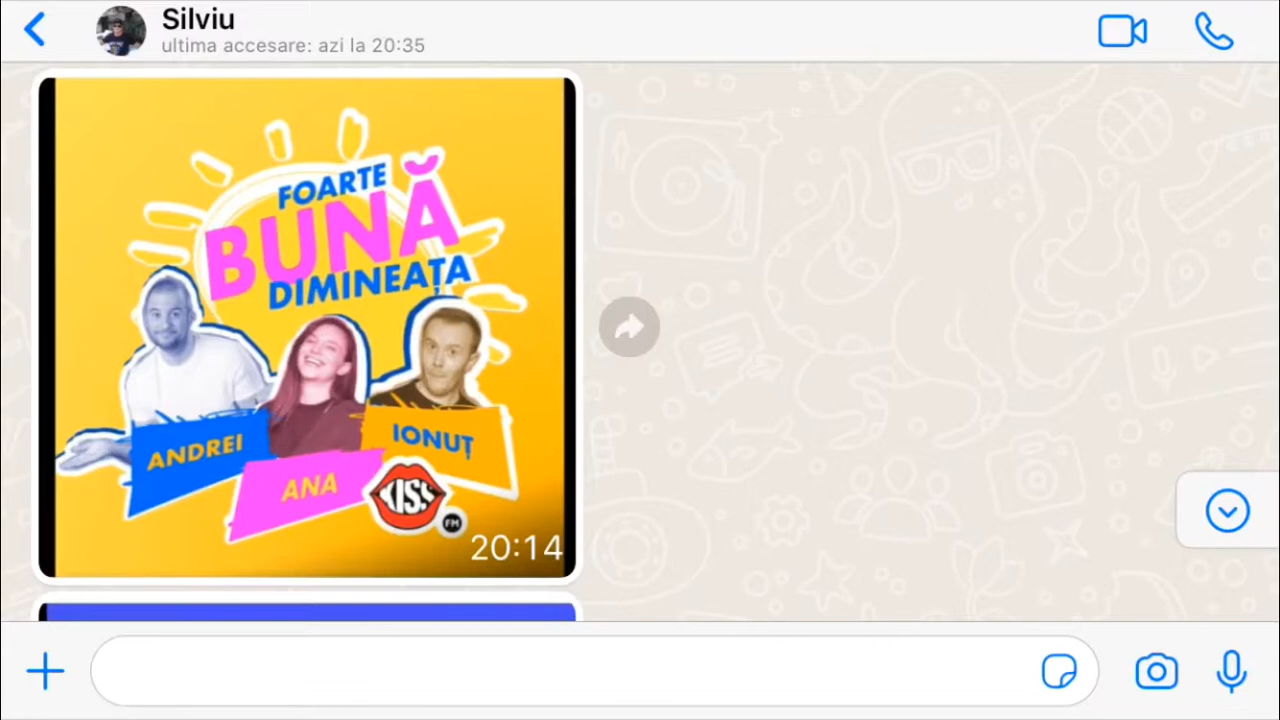 Silviu
ultima accesare: azi la 20:35
FOARTE
BUNĂ
DIMINEAȚA
ANDREI
IONUȚ
ANA
KISS
FM
20:14